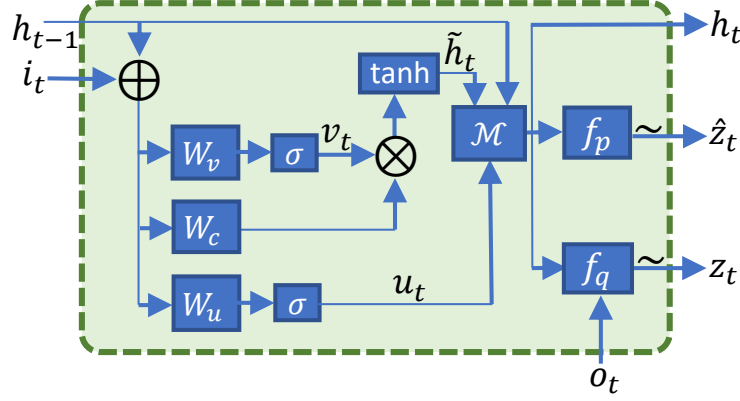 h_{t-1}
h_t
i_t
tanh
h̃_t
W_v
σ
v_t
ℳ
f_p
~
ẑ_t
W_c
W_u
σ
u_t
f_q
~
z_t
o_t